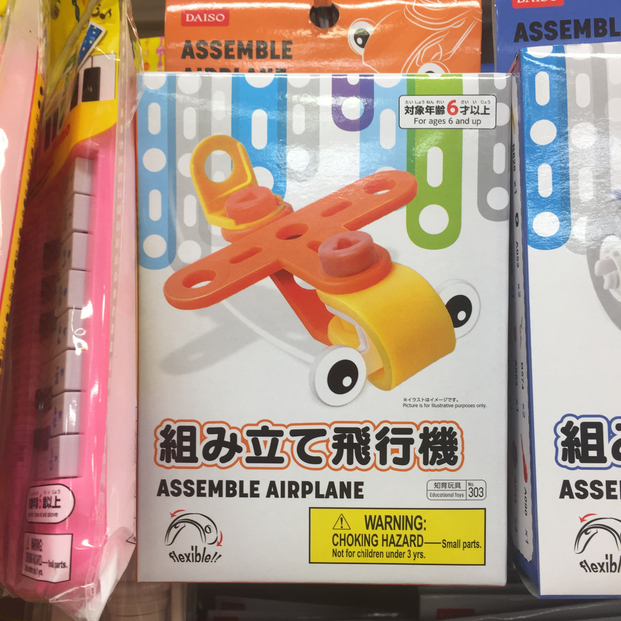 DAISO
ASSEMBLE
AIRPLANE
DAISO
ASSEMBL
たいしょうねんれい さい いじょう
対象年齢6才以上
For ages 6 and up
※イラストはイメージです。
Picture is for illustrative purposes only.
組み立て飛行機
ASSEMBLE AIRPLANE
知育玩具
Educational Toys
No.
303
flexible!!
WARNING:
CHOKING HAZARD—Small parts.
Not for children under 3 yrs.
以上
WARNING:
組
ASSE
flexibl